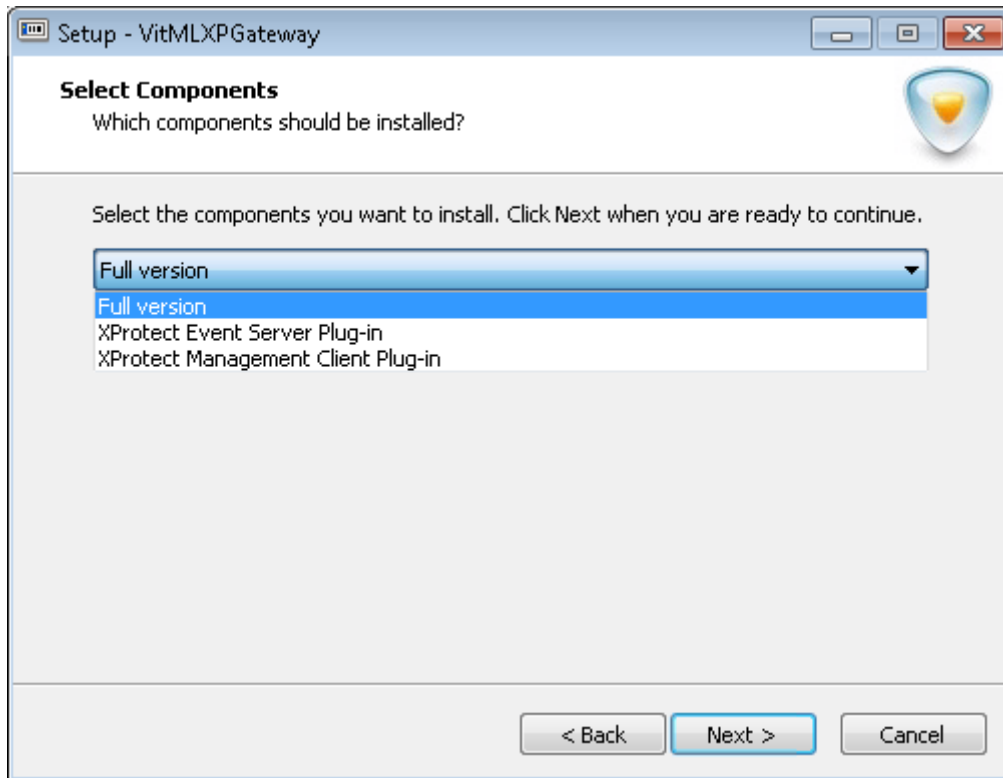 Setup - VitMLXPGateway
Select Components
Which components should be installed?
Select the components you want to install. Click Next when you are ready to continue.
Full version
Full version
XProtect Event Server Plug-in
XProtect Management Client Plug-in
< Back
Next >
Cancel